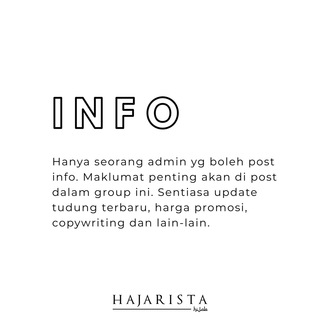 INFO
Hanya seorang admin yg boleh post
info. Maklumat penting akan di post
dalam group ini. Sentiasa update
tudung terbaru, harga promosi,
copywriting dan lain-lain.
HAJARISTA